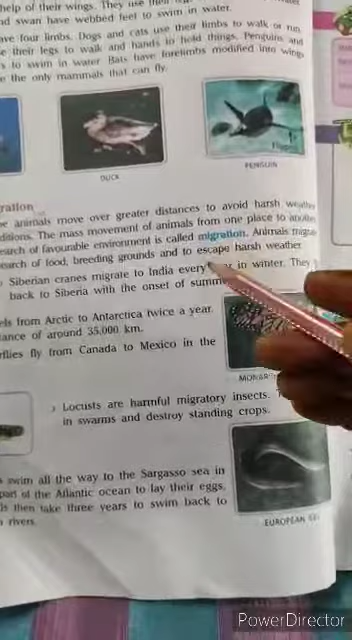 help of their wings. They use their
nd swan have webbed feel to swim in water.
ave four limbs. Dogs and cats use their limbs to walk or run,
e their legs to walk and hands to hold things. Penguins and
s to swim in water. Bats have forelimbs modified into wings
e the only mammals that can fly.
DUCK
Flippers
PENGUIN
gration
e animals move over greater distances to avoid harsh weather
ditions. The mass movement of animals from one place to another
earch of favourable environment is called migration. Animals migrate
earch of food, breeding grounds and to escape harsh weather.
Siberian cranes migrate to India every in winter. They
back to Siberia with the onset of
els from Arctic to Antarctica twice a year
ance of around 35,000 km.
rflies fly from Canada to Mexico in the
MONAR
› Locusts are harmful migratory insects.
in swarms and destroy standing crops.
swim all the way to the Sargasso sea in
part of the Atlantic ocean to lay their eggs.
ls then take three years to swim back to
rivers.
EUROPEAN
PowerDirector